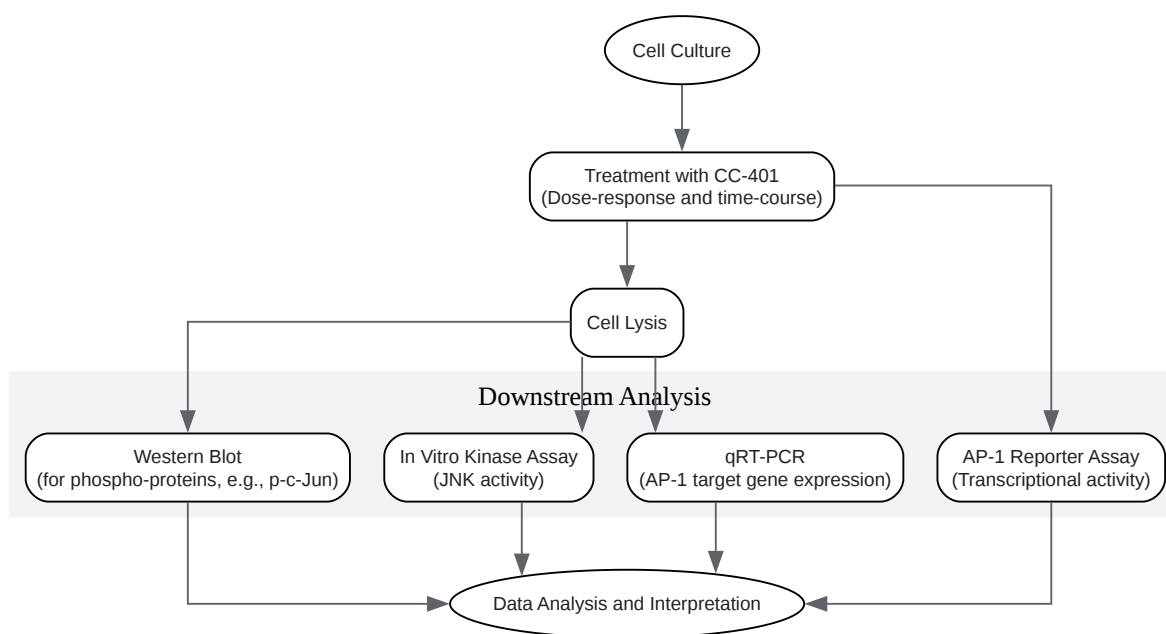 Cell Culture
Treatment with CC-401
(Dose-response and time-course)
Cell Lysis
Downstream Analysis
Western Blot
(for phospho-proteins, e.g., p-c-Jun)
In Vitro Kinase Assay
(JNK activity)
qRT-PCR
(AP-1 target gene expression)
AP-1 Reporter Assay
(Transcriptional activity)
Data Analysis and Interpretation